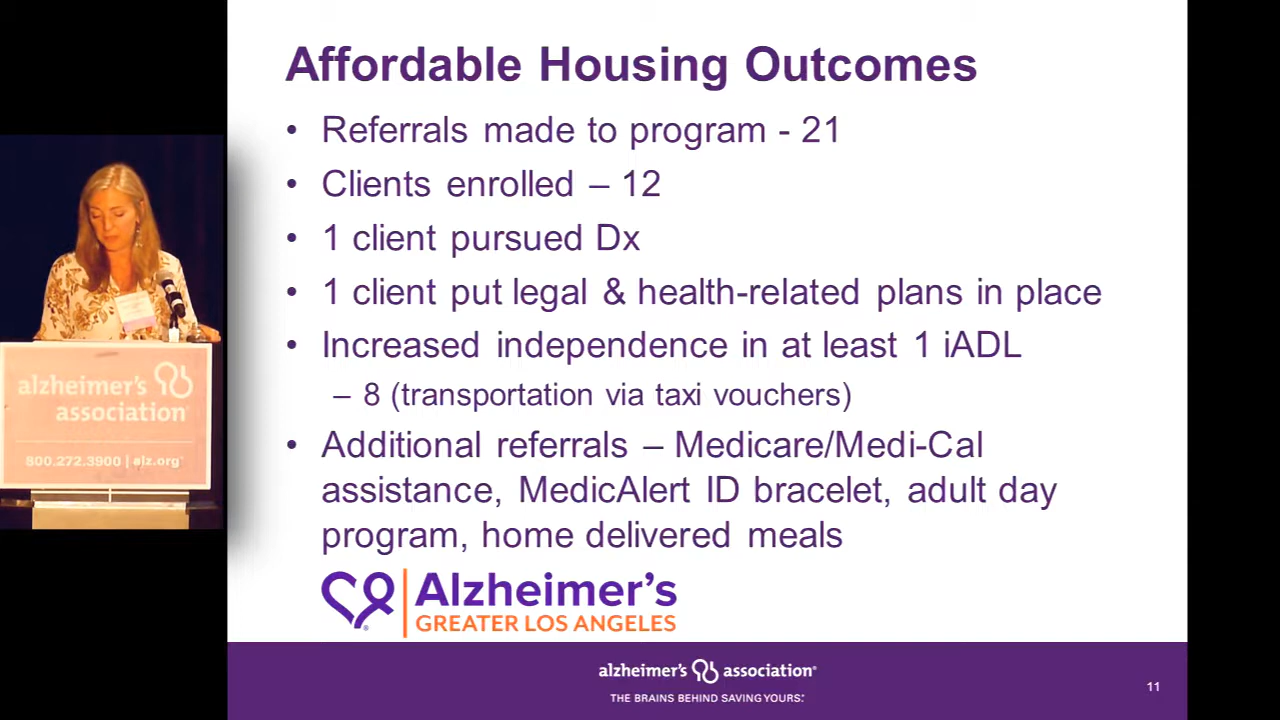 Affordable Housing Outcomes
• Referrals made to program - 21
• Clients enrolled – 12
• 1 client pursued Dx
• 1 client put legal & health-related plans in place
• Increased independence in at least 1 iADL
– 8 (transportation via taxi vouchers)
• Additional referrals – Medicare/Medi-Cal
assistance, MedicAlert ID bracelet, adult day
program, home delivered meals
Alzheimer's
GREATER LOS ANGELES
®
alzheimer's association®
THE BRAINS BEHIND SAVING YOURS.™
11
alzheimer's
association®
800.272.3900 | alz.org®